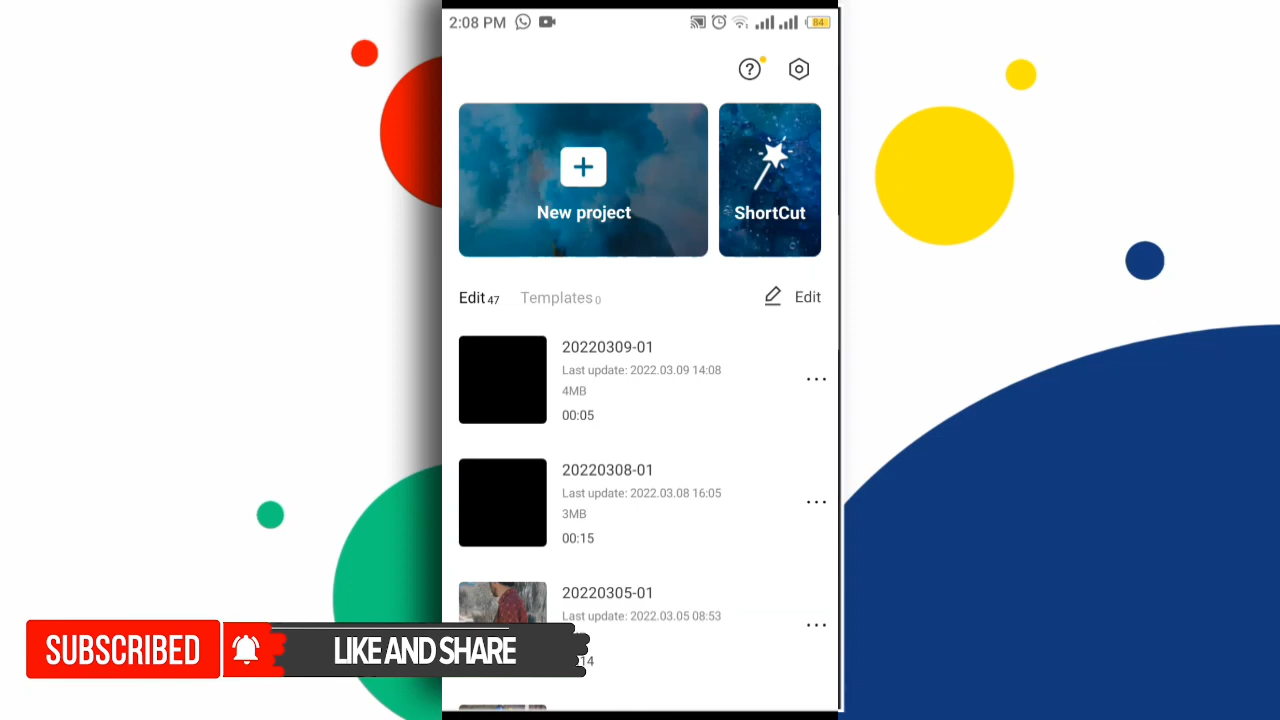 2:08 PM
84
New project
ShortCut
Edit 47
Templates 0
Edit
20220309-01
Last update: 2022.03.09 14:08
4MB
00:05
20220308-01
Last update: 2022.03.08 16:05
3MB
00:15
20220305-01
Last update: 2022.03.05 08:53
14
SUBSCRIBED
LIKE AND SHARE